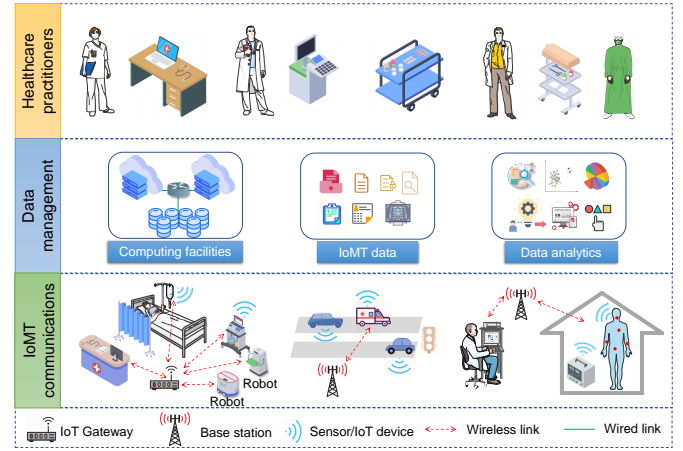 Healthcare
practitioners
Data
management
Computing facilities
IoMT data
Data analytics
IoMT
communications
Robot
Robot
IoT Gateway
Base station
Sensor/IoT device
Wireless link
Wired link